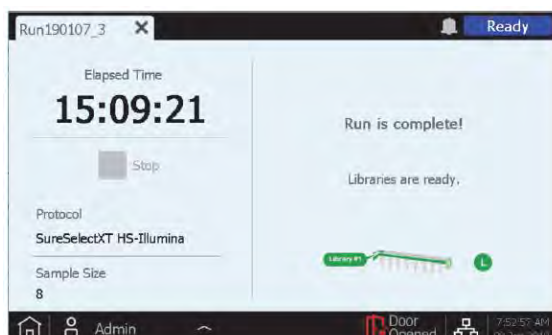 Run190107_3
Ready
Elapsed Time
15:09:21
Stop
Protocol
SureSelectXT HS-Illumina
Sample Size
8
Run is complete!
Libraries are ready.
Library #1
L
Admin
Door
Opened
7:52:57 AM